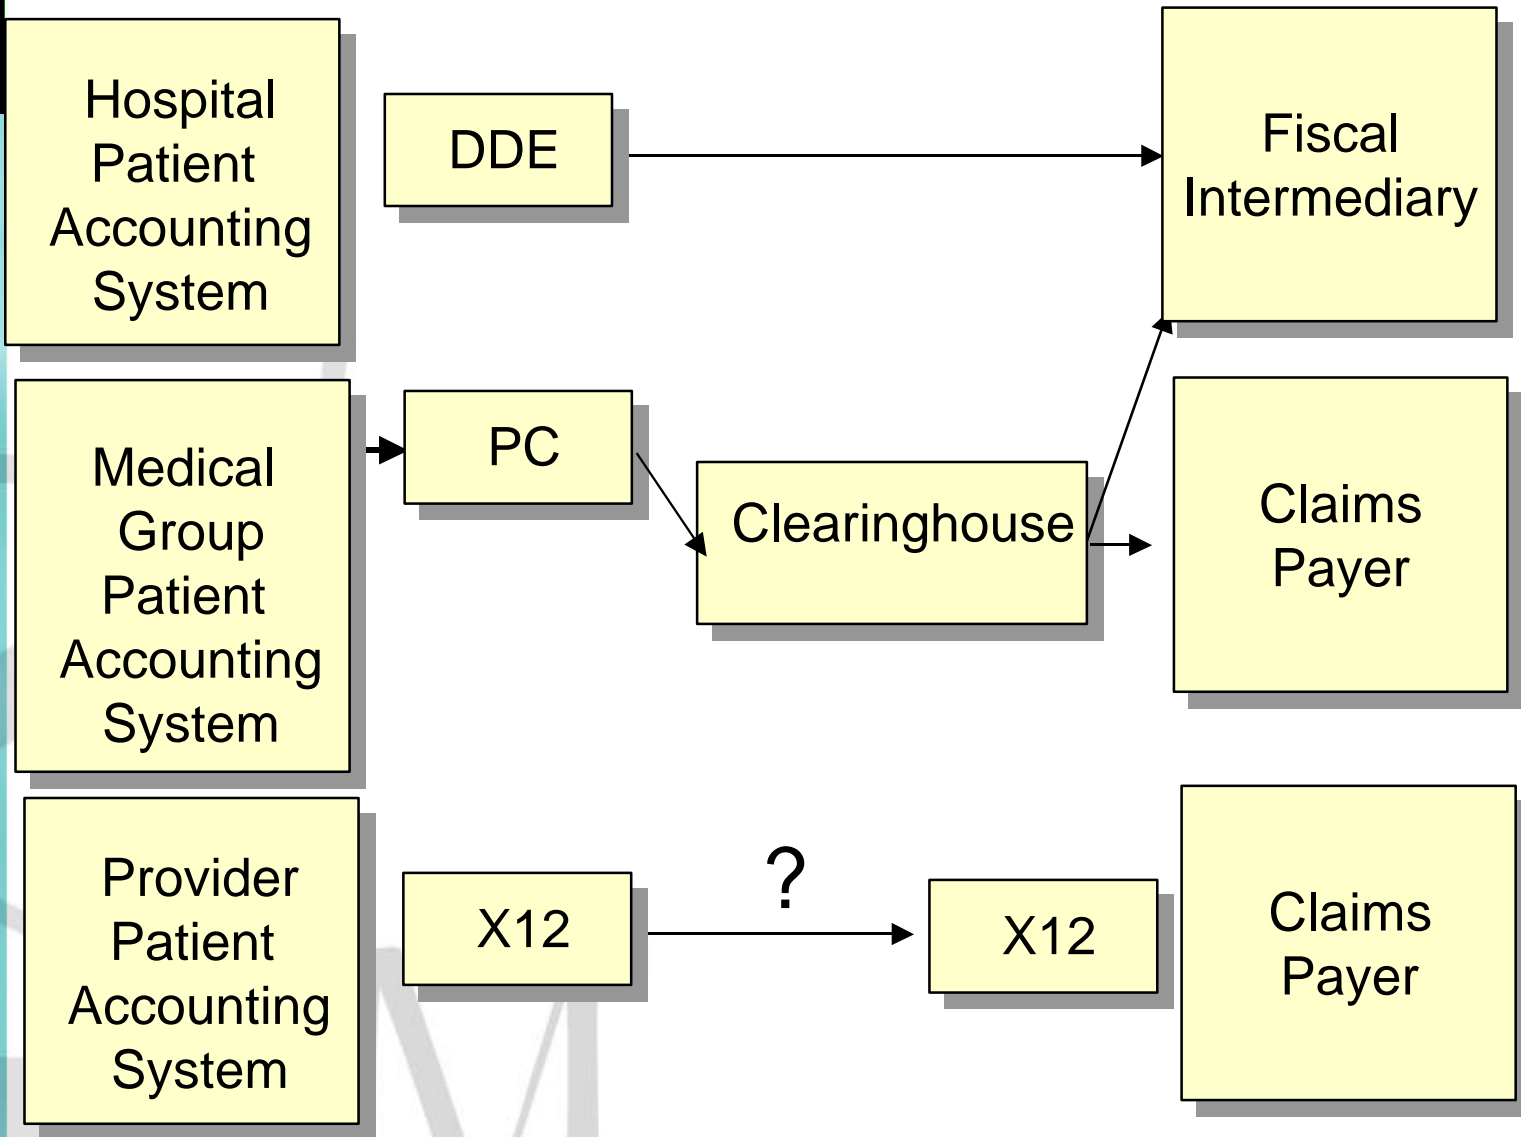 Hospital
Patient
Accounting
System
DDE
Fiscal
Intermediary
Medical
Group
Patient
Accounting
System
PC
Clearinghouse
Claims
Payer
Provider
Patient
Accounting
System
X12
?
X12
Claims
Payer